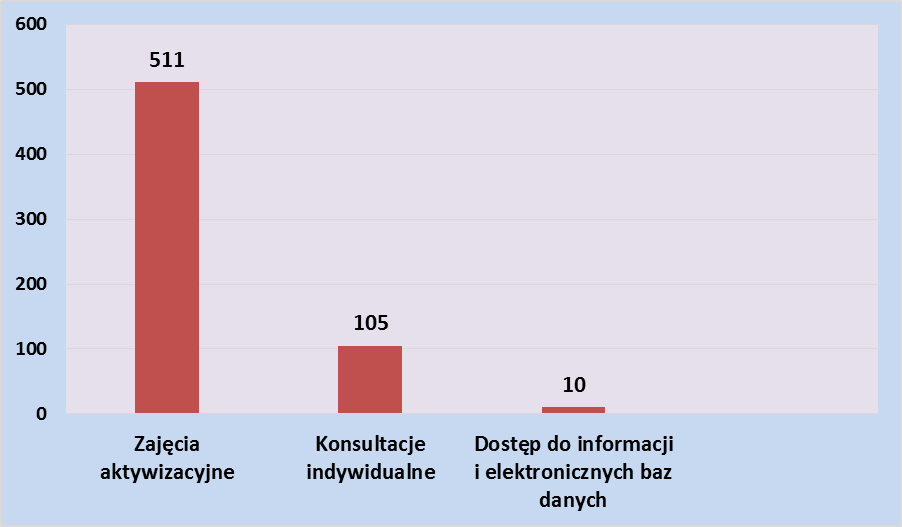 600
500
400
300
200
100
0
511
105
10
Zajęcia
aktywizacyjne
Konsultacje
indywidualne
Dostęp do informacji
i elektronicznych baz
danych